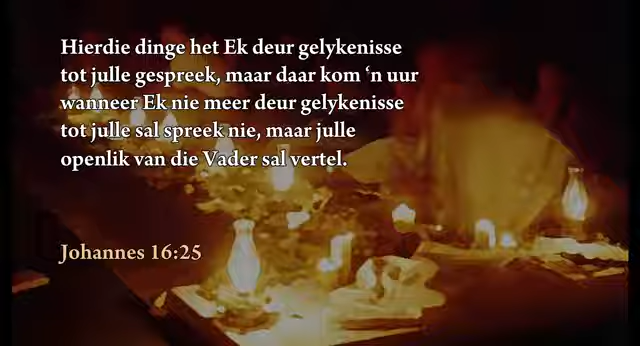 Hierdie dinge het Ek deur gelykenisse
tot julle gespreek, maar daar kom ‘n uur
wanneer Ek nie meer deur gelykenisse
tot julle sal spreek nie, maar julle
openlik van die Vader sal vertel.
Johannes 16:25